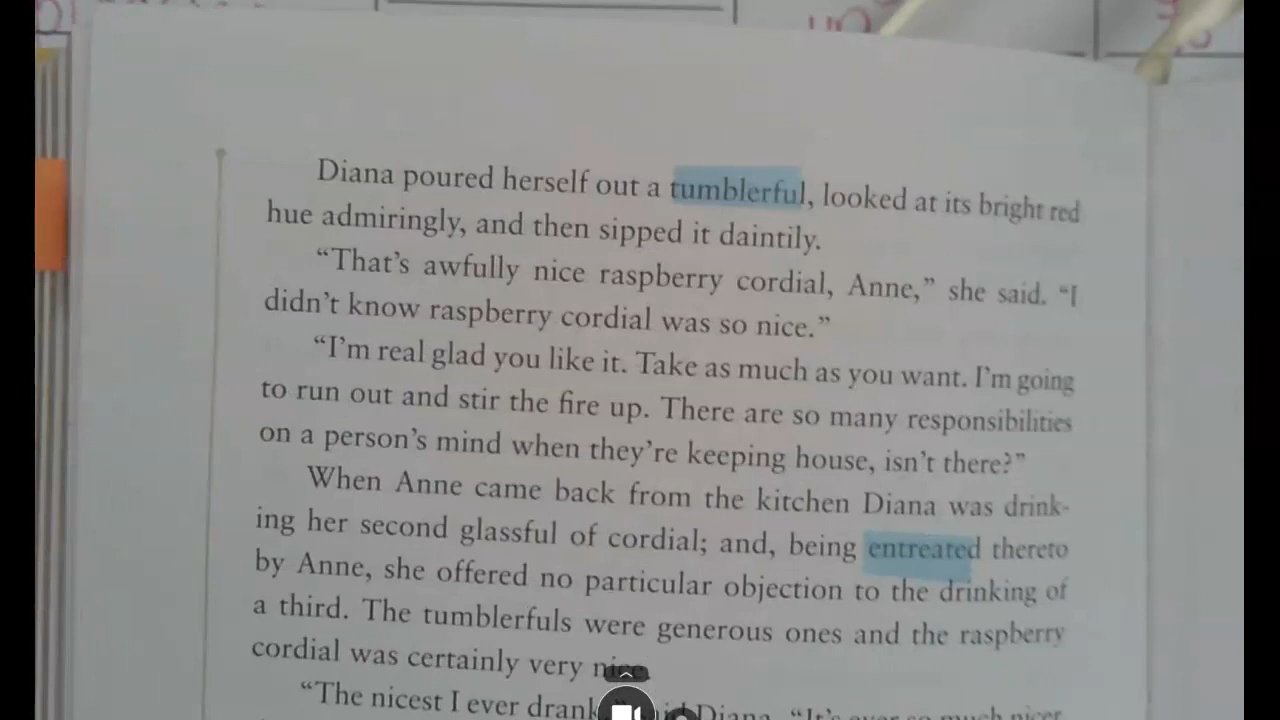 Diana poured herself out a tumblerful, looked at its bright red
hue admiringly, and then sipped it daintily.
“That’s awfully nice raspberry cordial, Anne,” she said. “I
didn’t know raspberry cordial was so nice.”
“I’m real glad you like it. Take as much as you want. I’m going
to run out and stir the fire up. There are so many responsibilities
on a person’s mind when they’re keeping house, isn’t there?”
When Anne came back from the kitchen Diana was drink-
ing her second glassful of cordial; and, being entreated thereto
by Anne, she offered no particular objection to the drinking of
a third. The tumblerfuls were generous ones and the raspberry
cordial was certainly very nice.
“The nicest I ever drank,” said Diana. “It’s ever so much nicer